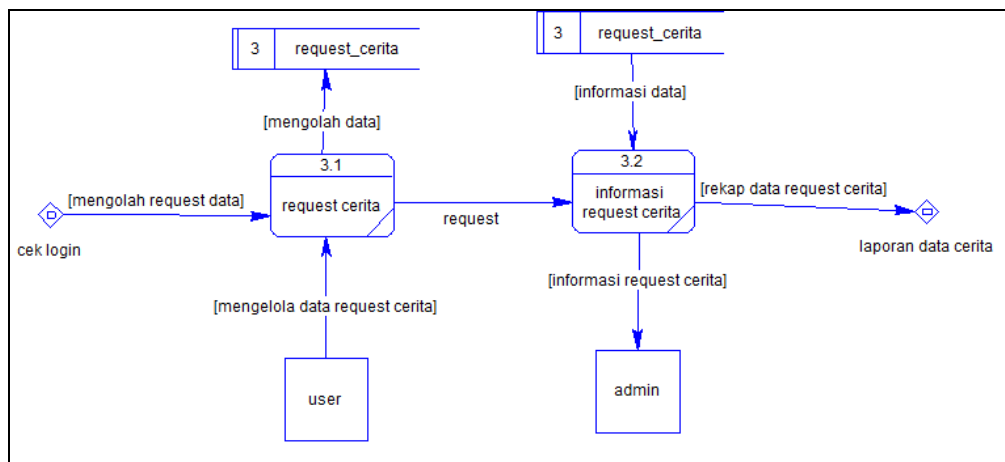 3 request_cerita
3 request_cerita
[informasi data]
[mengolah data]
3.1
request cerita
3.2
informasi
request cerita
[mengolah request data]
[rekap data request cerita]
request
cek login
laporan data cerita
[mengelola data request cerita]
[informasi request cerita]
user
admin